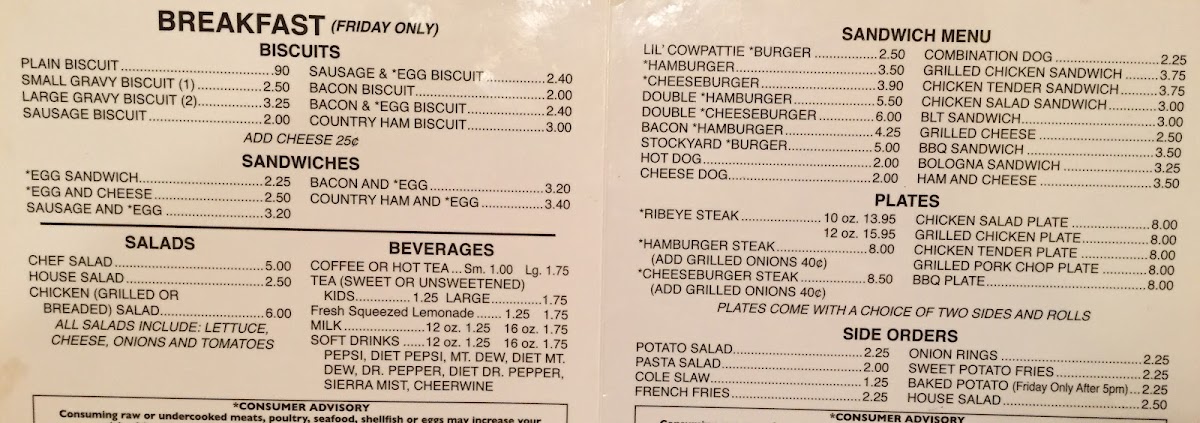 BREAKFAST (FRIDAY ONLY)
BISCUITS
PLAIN BISCUIT.....................................90
SMALL GRAVY BISCUIT (1) ............... 2.50
LARGE GRAVY BISCUIT (2)............... 3.25
SAUSAGE BISCUIT ........................... 2.00
SAUSAGE & *EGG BISCUIT...............2.40
BACON BISCUIT................................2.00
BACON & *EGG BISCUIT..................2.40
COUNTRY HAM BISCUIT..................3.00
ADD CHEESE 25¢
SANDWICHES
*EGG SANDWICH............................2.25
*EGG AND CHEESE .........................2.50
SAUSAGE AND *EGG .......................3.20
BACON AND *EGG..........................3.20
COUNTRY HAM AND *EGG..............3.40
SALADS
CHEF SALAD ..................................5.00
HOUSE SALAD................................2.50
CHICKEN (GRILLED OR
BREADED) SALAD.........................6.00
ALL SALADS INCLUDE: LETTUCE,
CHEESE, ONIONS AND TOMATOES
BEVERAGES
COFFEE OR HOT TEA ... Sm. 1.00 Lg. 1.75
TEA (SWEET OR UNSWEETENED)
KIDS............. 1.25 LARGE.............1.75
Fresh Squeezed Lemonade ...... 1.25 1.75
MILK....................12 oz. 1.25 16 oz. 1.75
SOFT DRINKS ......12 oz. 1.25 16 oz. 1.75
PEPSI, DIET PEPSI, MT. DEW, DIET MT.
DEW, DR. PEPPER, DIET DR. PEPPER,
SIERRA MIST, CHEERWINE
*CONSUMER ADVISORY
Consuming raw or undercooked meats, poultry, seafood, shellfish or eggs may increase your
SANDWICH MENU
LIL' COWPATTIE *BURGER ............... 2.50
*HAMBURGER..................................3.50
*CHEESEBURGER.............................3.90
DOUBLE *HAMBURGER....................5.50
DOUBLE *CHEESEBURGER...............6.00
BACON *HAMBURGER......................4.25
STOCKYARD *BURGER.....................5.00
HOT DOG.........................................2.00
CHEESE DOG...................................2.00
COMBINATION DOG ..........................2.25
GRILLED CHICKEN SANDWICH ..........3.75
CHICKEN TENDER SANDWICH...........3.75
CHICKEN SALAD SANDWICH.............3.00
BLT SANDWICH................................3.00
GRILLED CHEESE ............................2.50
BBQ SANDWICH ..............................3.50
BOLOGNA SANDWICH .....................3.25
HAM AND CHEESE ..........................3.50
PLATES
*RIBEYE STEAK.................10 oz. 13.95
12 oz. 15.95
*HAMBURGER STEAK....................8.00
(ADD GRILLED ONIONS 40¢)
*CHEESEBURGER STEAK ..............8.50
(ADD GRILLED ONIONS 40¢)
CHICKEN SALAD PLATE ...................8.00
GRILLED CHICKEN PLATE.................8.00
CHICKEN TENDER PLATE .................8.00
GRILLED PORK CHOP PLATE ............8.00
BBQ PLATE......................................8.00
PLATES COME WITH A CHOICE OF TWO SIDES AND ROLLS
SIDE ORDERS
POTATO SALAD..............................2.25
PASTA SALAD................................2.00
COLE SLAW...................................1.25
FRENCH FRIES ..............................2.25
ONION RINGS .................................2.25
SWEET POTATO FRIES.....................2.25
BAKED POTATO (Friday Only After 5pm)... 2.25
HOUSE SALAD.................................2.50
*CONSUMER ADVISORY